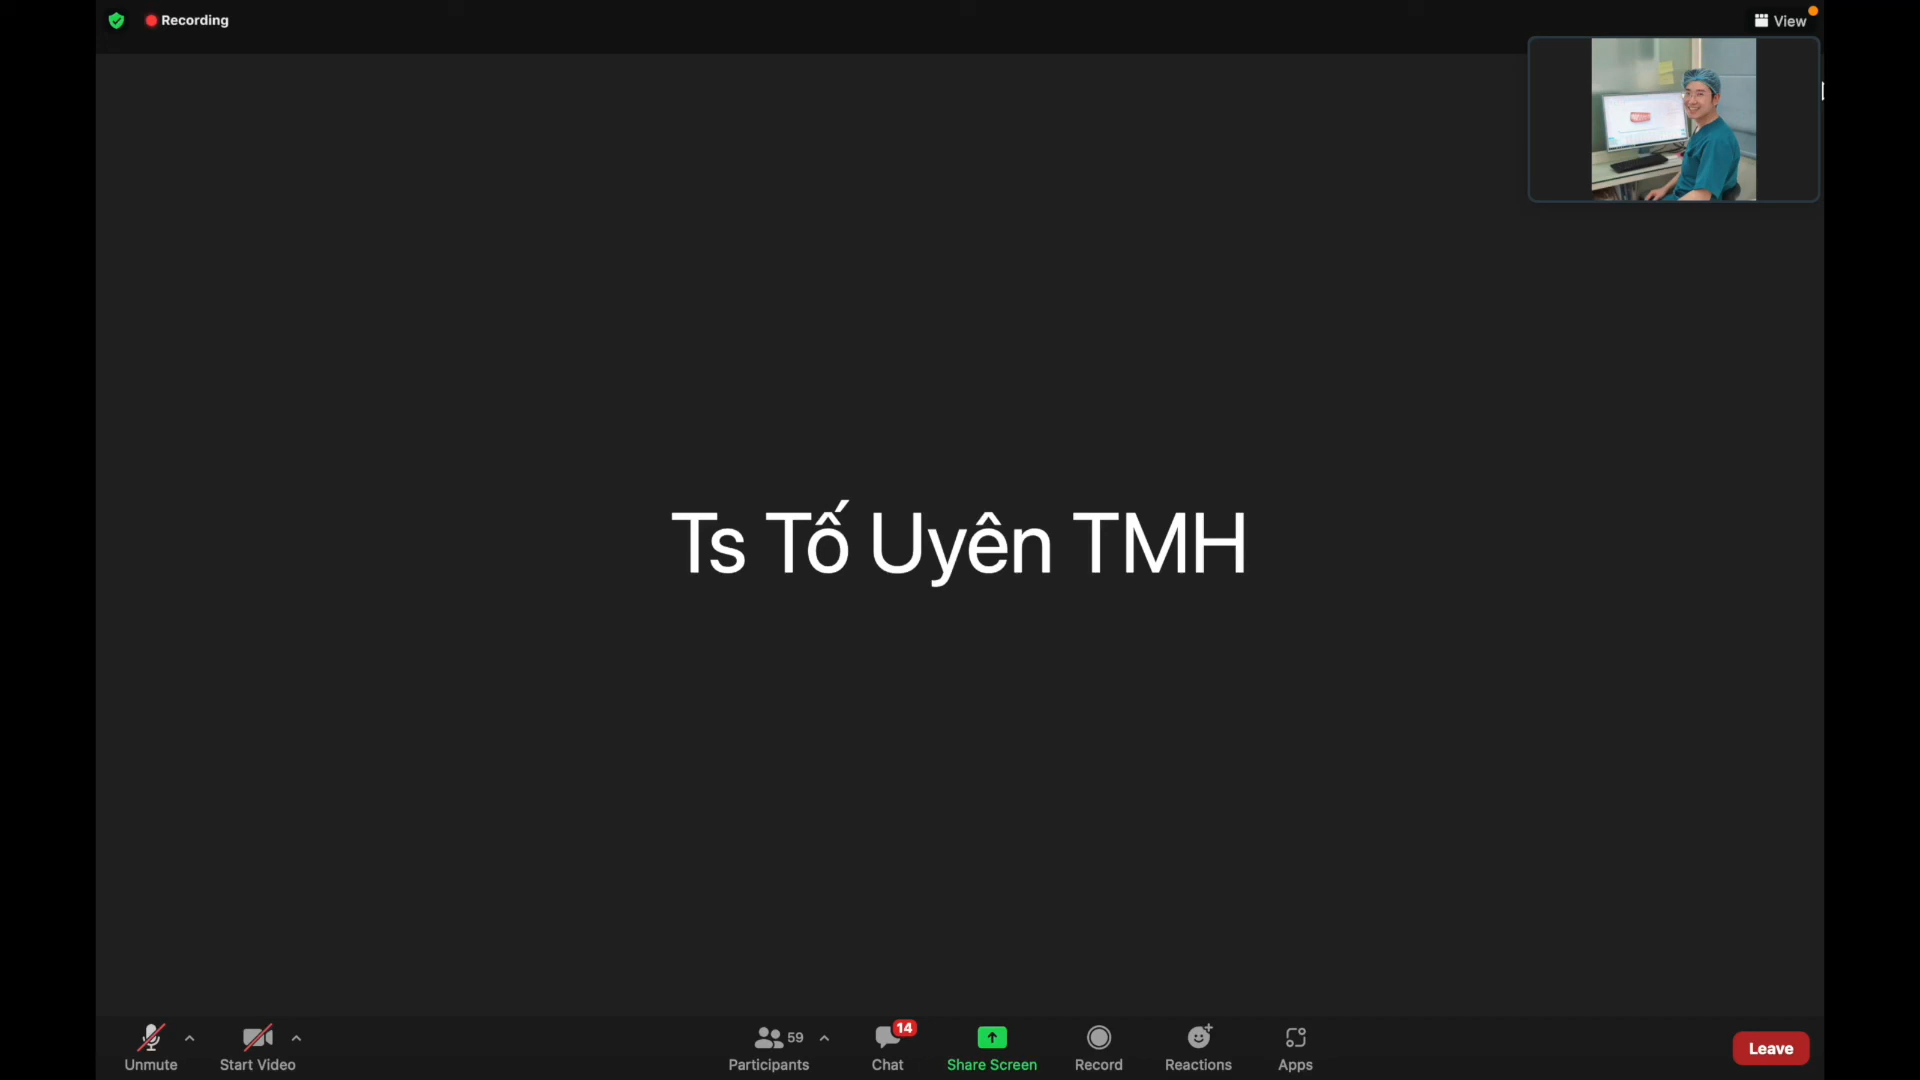 Recording
View
Ts Tố Uyên TMH
59
14
Unmute
Start Video
Participants
Chat
Share Screen
Record
Reactions
Apps
Leave